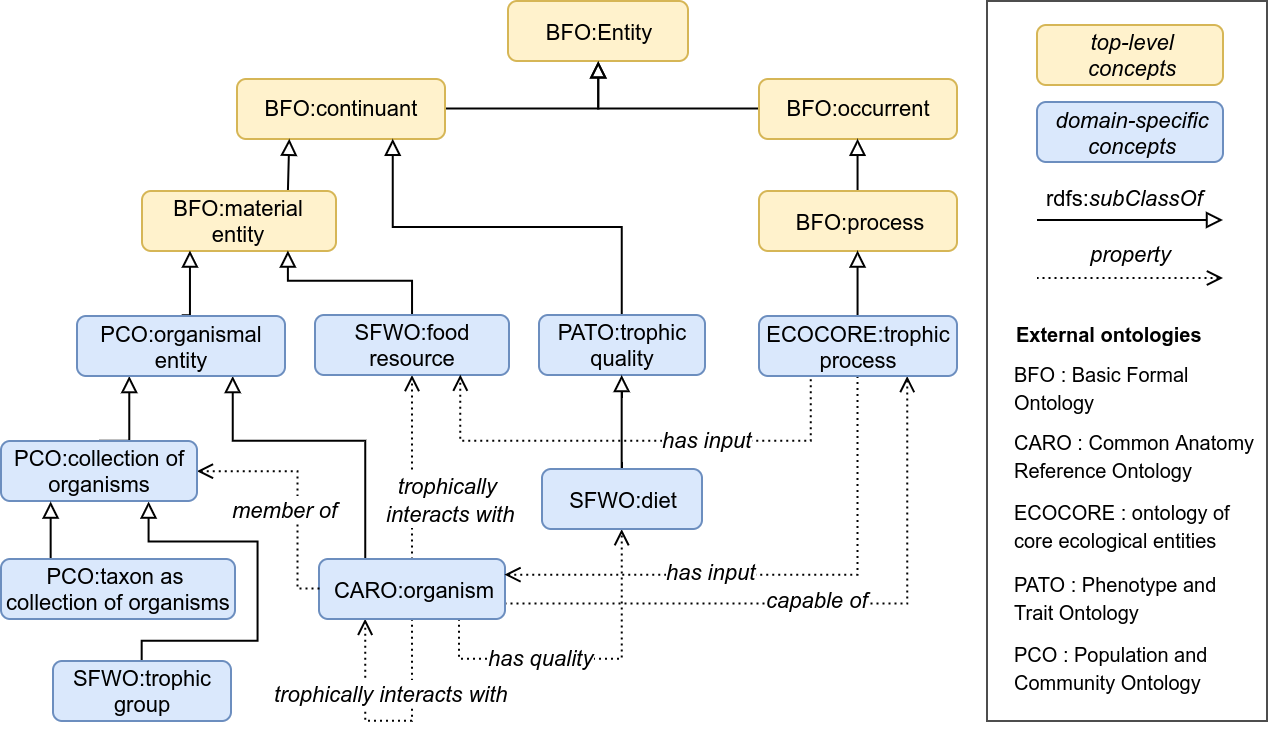 BFO:Entity
BFO:continuant
BFO:occurrent
BFO:material
entity
BFO:process
PCO:organismal
entity
SFWO:food
resource
PATO:trophic
quality
ECOCORE:trophic
process
has input
PCO:collection of
organisms
member of
trophically
interacts with
SFWO:diet
PCO:taxon as
collection of organisms
CARO:organism
has input
capable of
has quality
SFWO:trophic
group
trophically interacts with
top-level
concepts
domain-specific
concepts
rdfs:subClassOf
property
External ontologies
BFO : Basic Formal
Ontology
CARO : Common Anatomy
Reference Ontology
ECOCORE : ontology of
core ecological entities
PATO : Phenotype and
Trait Ontology
PCO : Population and
Community Ontology